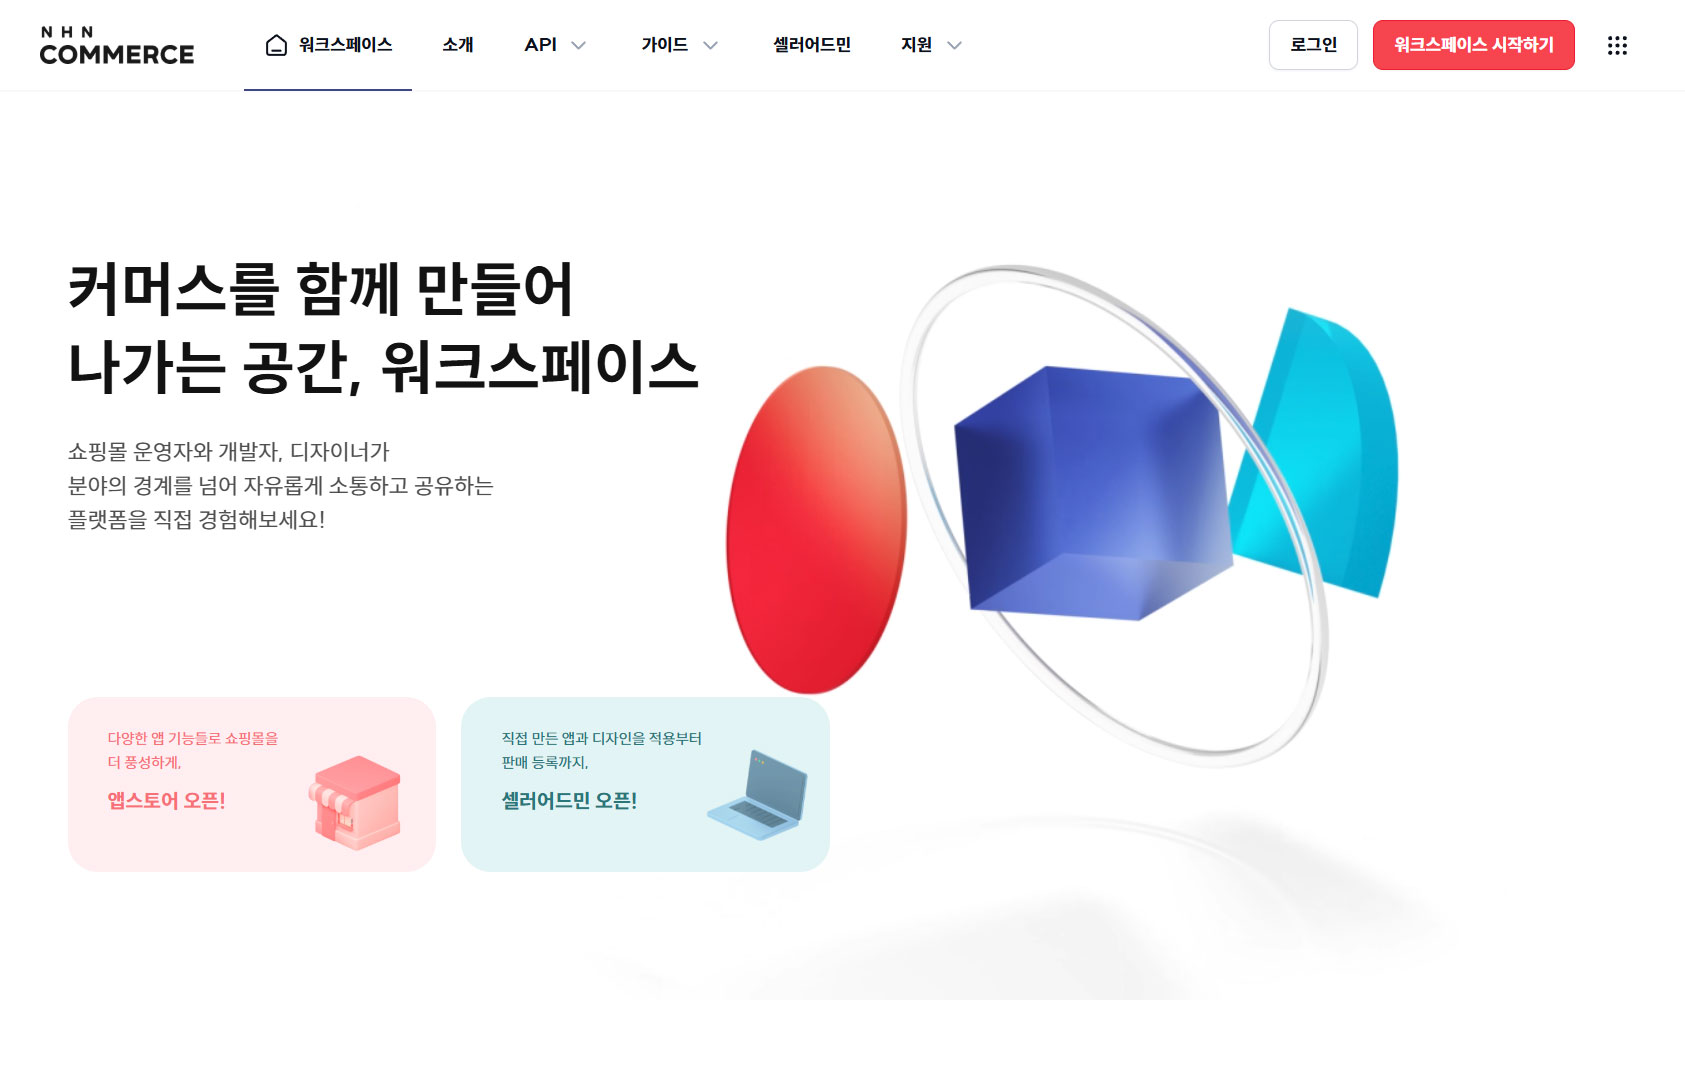 NHN
COMMERCE
워크스페이스
소개
API
가이드
셀러어드민
지원
로그인
워크스페이스 시작하기
커머스를 함께 만들어
나가는 공간, 워크스페이스
쇼핑몰 운영자와 개발자, 디자이너가
분야의 경계를 넘어 자유롭게 소통하고 공유하는
플랫폼을 직접 경험해보세요!
다양한 앱 기능들로 쇼핑몰을
더 풍성하게,
앱스토어 오픈!
직접 만든 앱과 디자인을 적용부터
판매 등록까지,
셀러어드민 오픈!